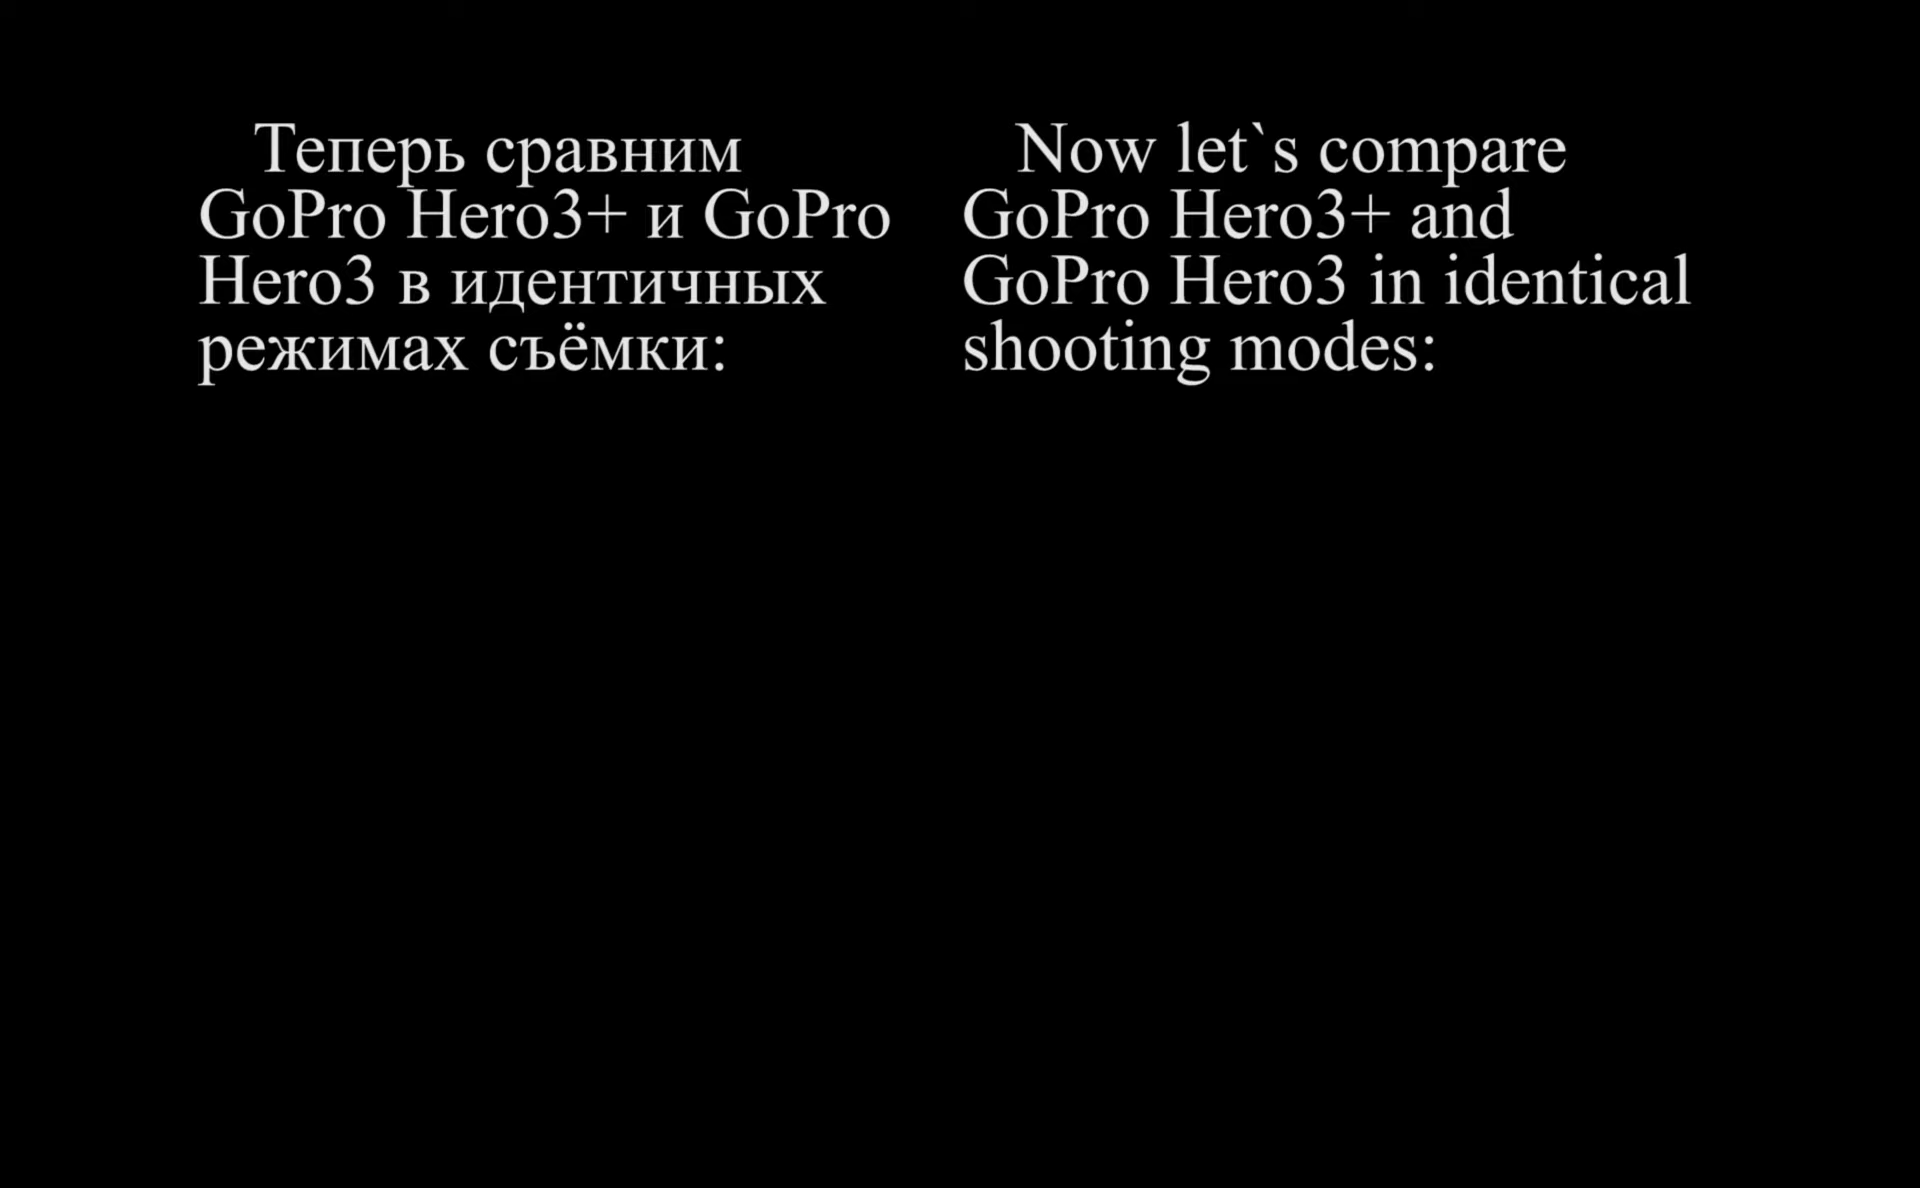 Теперь сравним
GoPro Hero3+ и GoPro
Hero3 в идентичных
режимах съёмки:
Now let`s compare
GoPro Hero3+ and
GoPro Hero3 in identical
shooting modes: